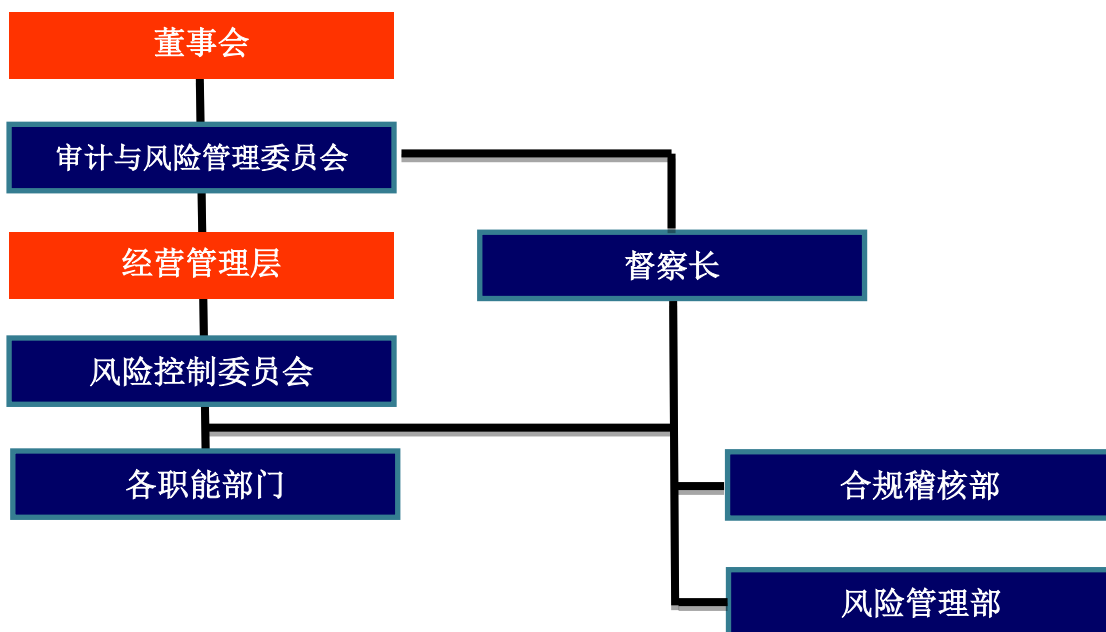 董事会
审计与风险管理委员会
经营管理层
督察长
风险控制委员会
各职能部门
合规稽核部
风险管理部